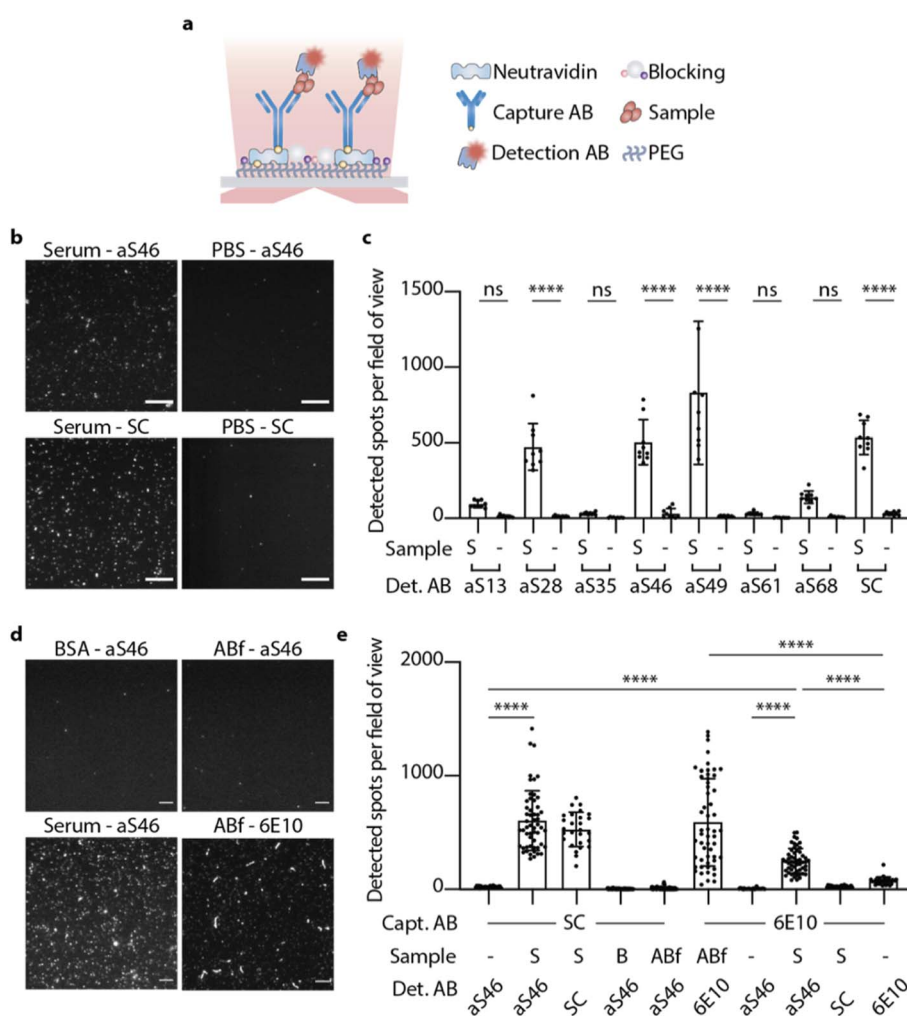 a
Neutravidin
Blocking
Capture AB
Sample
Detection AB
PEG
b
Serum - aS46
PBS - aS46
Serum - SC
PBS - SC
c
Detected spots per field of view
1500
1000
500
0
ns
****
ns
****
****
ns
ns
****
Sample S - S - S - S - S - S - S - S -
Det. AB aS13 aS28 aS35 aS46 aS49 aS61 aS68 SC
d
BSA - aS46
ABf - aS46
Serum - aS46
ABf - 6E10
e
Detected spots per field of view
2000
1000
0
****
****
****
****
****
Capt. AB SC 6E10
Sample - S S B ABf ABf - S S -
Det. AB aS46 aS46 SC aS46 aS46 6E10 aS46 aS46 SC 6E10